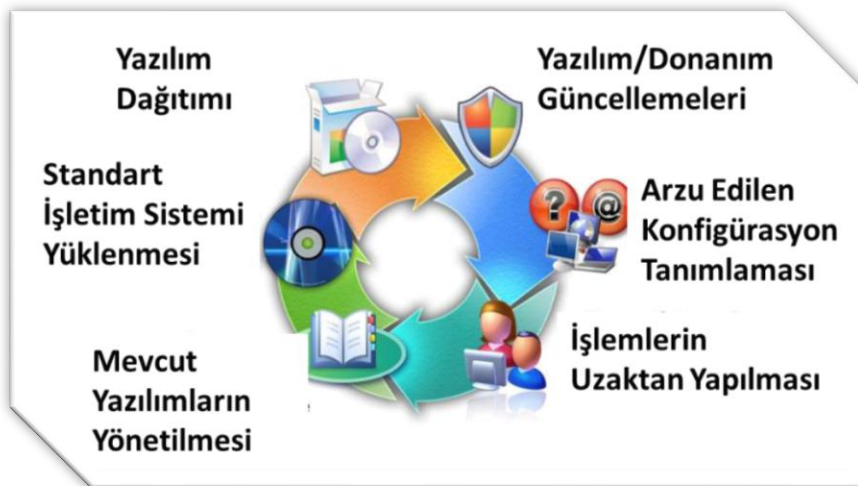 Yazılım
Dağıtımı
Yazılım/Donanım
Güncellemeleri
Standart
İşletim Sistemi
Yüklenmesi
?
@
Arzu Edilen
Konfigürasyon
Tanımlaması
Mevcut
Yazılımların
Yönetilmesi
İşlemlerin
Uzaktan Yapılması